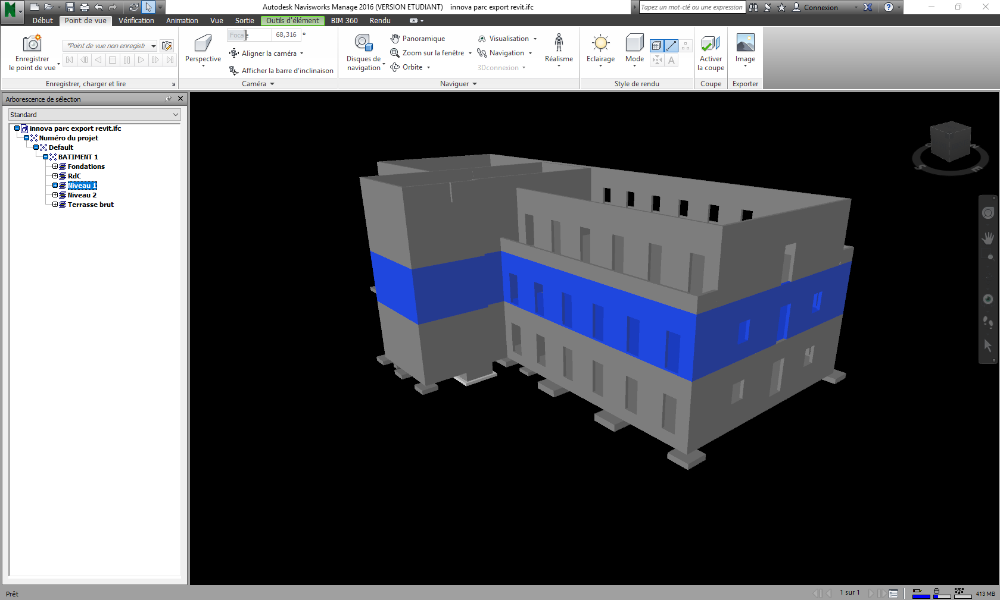 Autodesk Navisworks Manage 2016 (VERSION ETUDIANT) innova parc export revit.ifc
Tapez un mot-clé ou une expression
Connexion
Début Point de vue Vérification Animation Vue Sortie Outils d'élément BIM 360 Rendu
Enregistrer
le point de vue
*Point de vue non enregisti
Enregistrer, charger et lire
Perspective
Focale 68,316 °
Aligner la caméra
Afficher la barre d'inclinaison
Caméra
Disques de
navigation
Panoramique
Zoom sur la fenêtre
Orbite
Visualisation
Navigation
3Dconnexion
Réalisme
Naviguer
Eclairage
Mode
A
Style de rendu
Activer
la coupe
Coupe
Image
Exporter
Arborescence de sélection
Standard
innova parc export revit.ifc
Numéro du projet
Default
BATIMENT 1
Fondations
RdC
Niveau 1
Niveau 2
Terrasse brut
N
S
E
Prêt
1 sur 1
413 MB